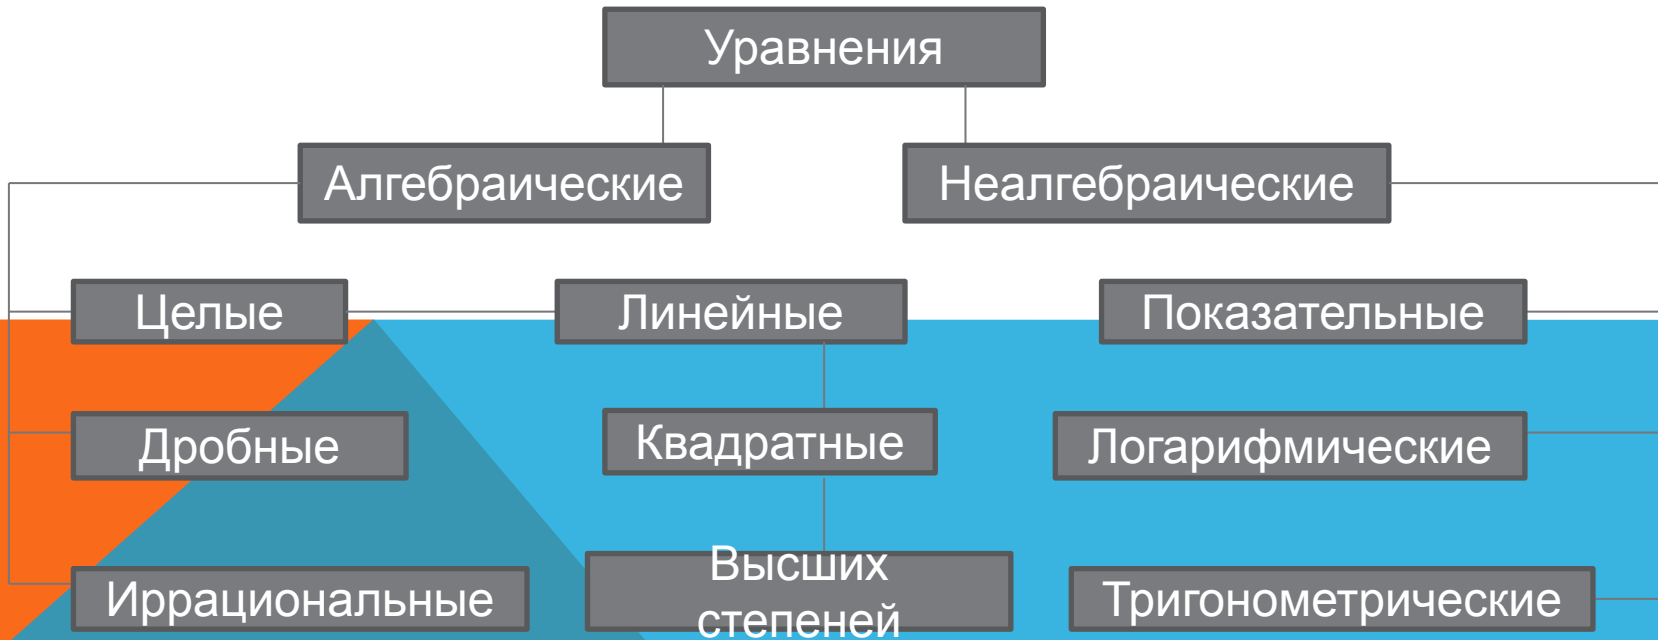 Уравнения
Алгебраические
Неалгебраические
Целые
Линейные
Показательные
Дробные
Квадратные
Логарифмические
Иррациональные
Высших
степеней
Тригонометрические